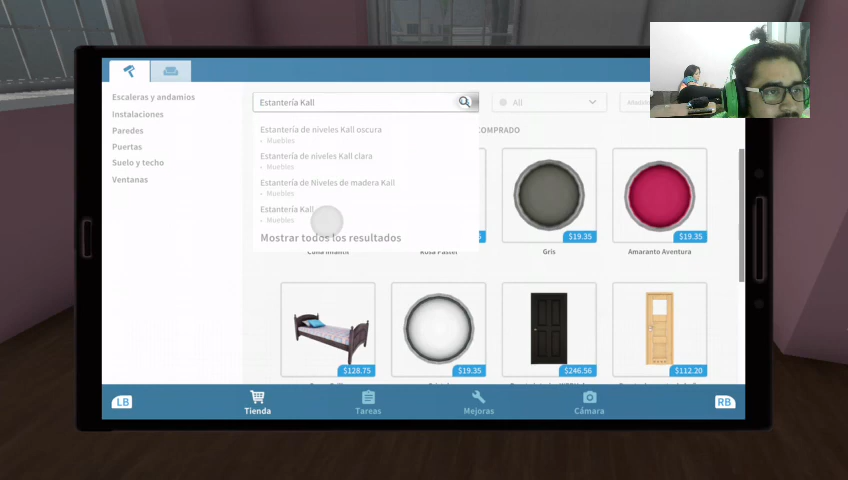 Escaleras y andamios
Instalaciones
Paredes
Puertas
Suelo y techo
Ventanas
Estantería Kall
All
Estantería de niveles Kall oscura
• Muebles
Estantería de niveles Kall clara
• Muebles
Estantería de Niveles de madera Kall
• Muebles
Estantería Kall
• Muebles
Mostrar todos los resultados
COMPRADO
$19.35
$19.35
Rosa Pastel
Gris
Amaranto Aventura
$128.75
$19.35
$246.56
$112.20
LB
Tienda
Tareas
Mejoras
Cámara
RB